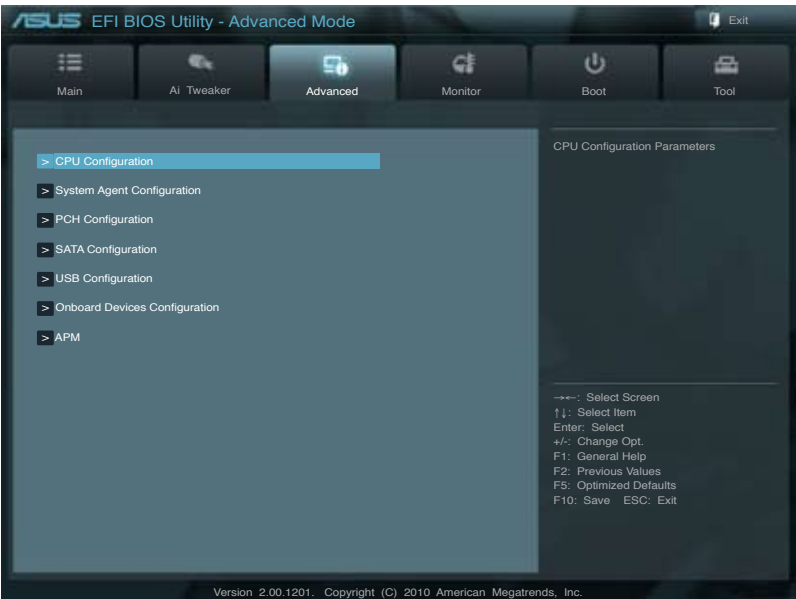 ASUS EFI BIOS Utility - Advanced Mode
Exit
Main
Ai Tweaker
Advanced
Monitor
Boot
Tool
> CPU Configuration
> System Agent Configuration
> PCH Configuration
> SATA Configuration
> USB Configuration
> Onboard Devices Configuration
> APM
CPU Configuration Parameters
→←: Select Screen
↑↓: Select Item
Enter: Select
+/-: Change Opt.
F1: General Help
F2: Previous Values
F5: Optimized Defaults
F10: Save ESC: Exit
Version 2.00.1201. Copyright (C) 2010 American Megatrends, Inc.